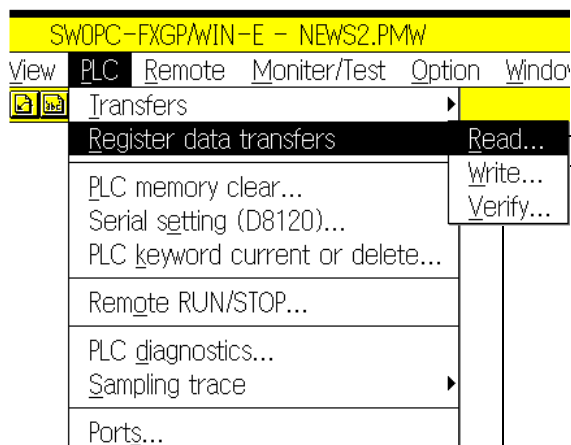 SW0PC-FXGP/WIN-E - NEWS2.PMW
View PLC Remote Moniter/Test Option Windo
Transfers
Register data transfers
Read...
Write...
Verify...
PLC memory clear...
Serial setting (D8120)...
PLC keyword current or delete...
Remote RUN/STOP...
PLC diagnostics...
Sampling trace
Ports...